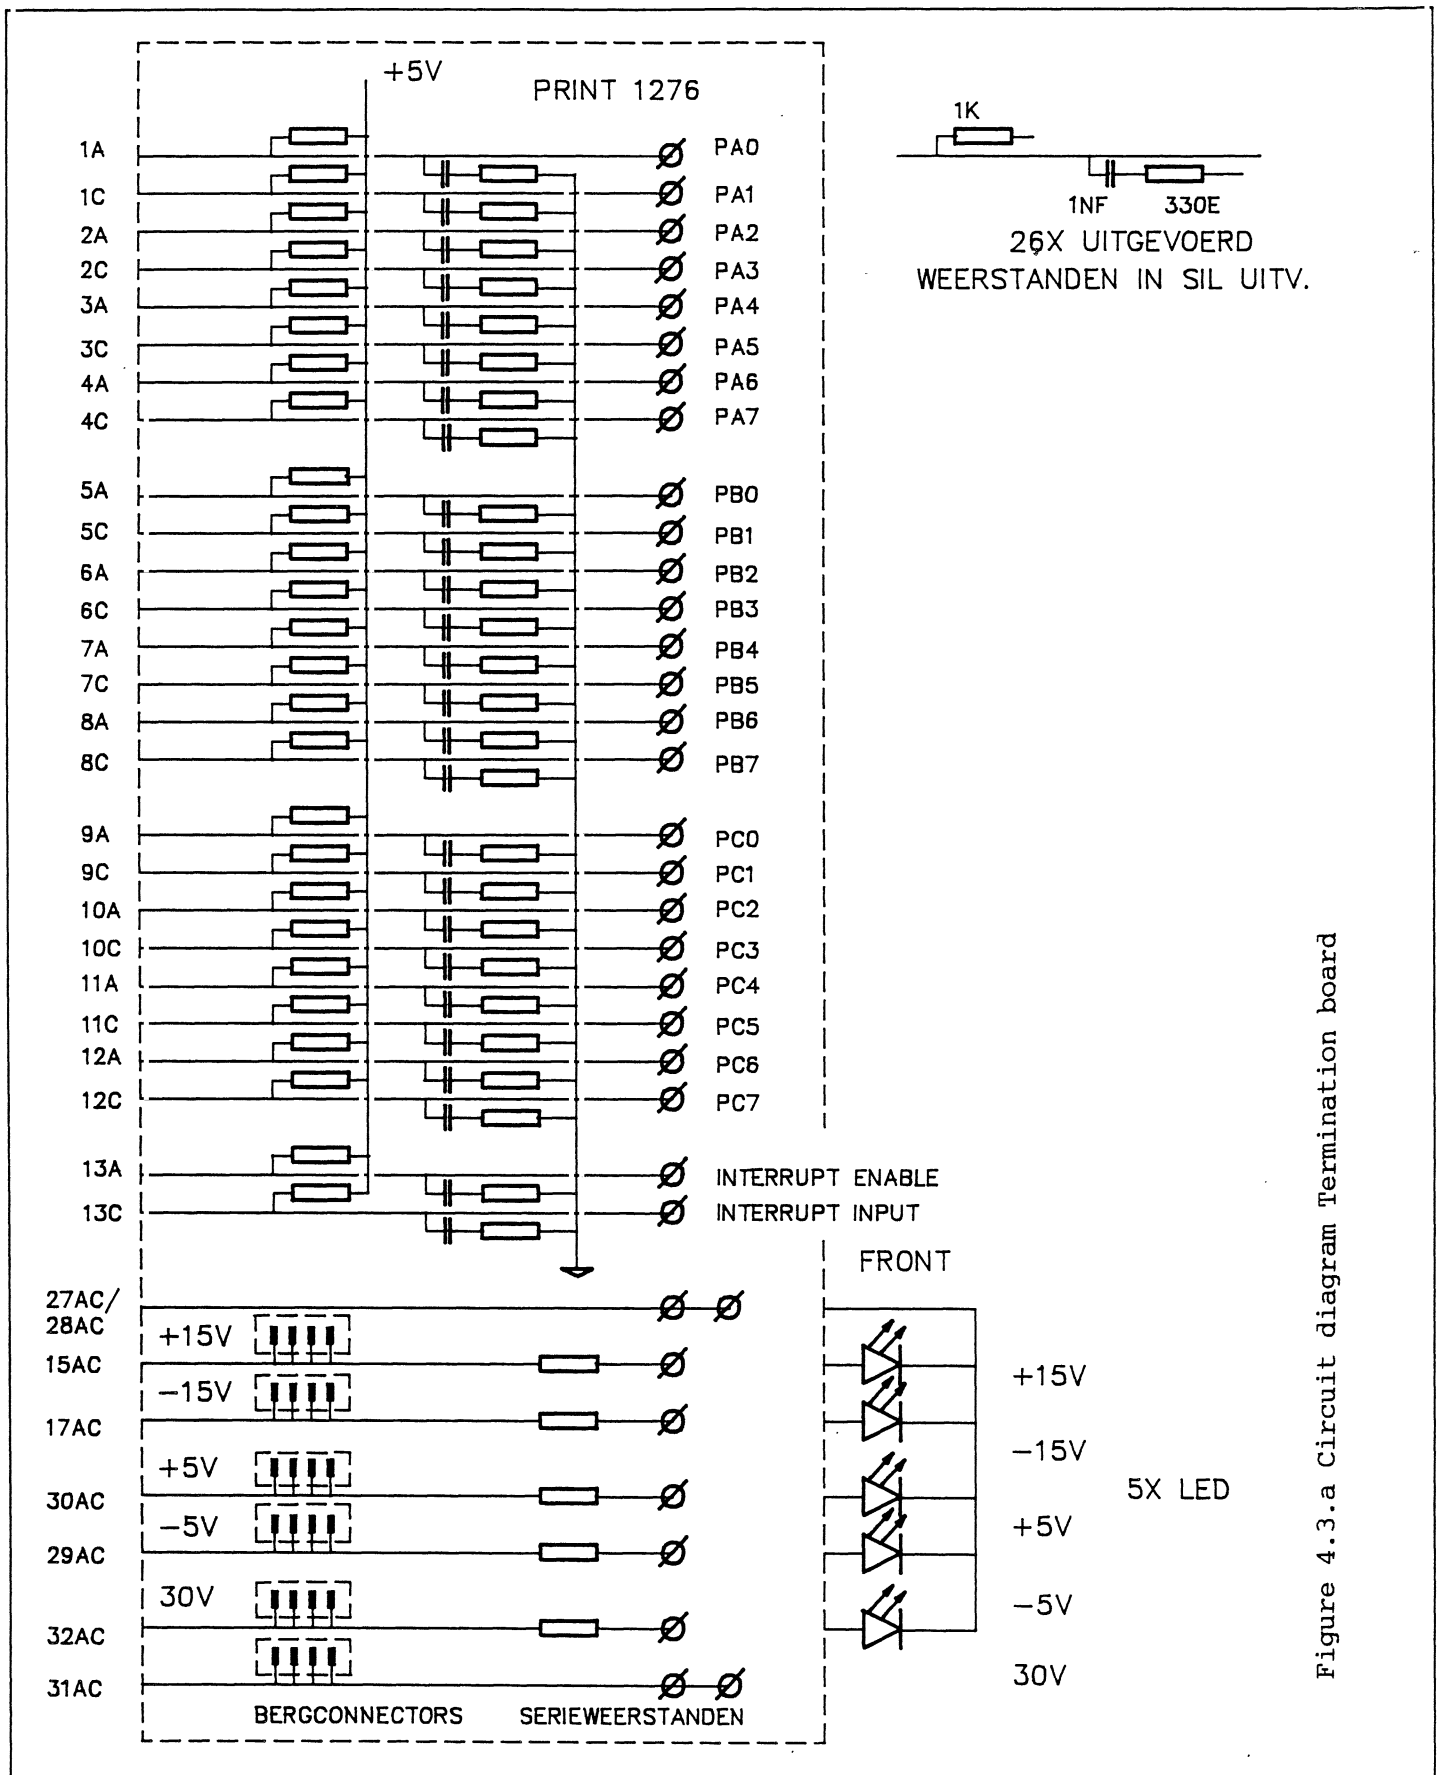 +5V
PRINT 1276
1A PA0
1C PA1
2A PA2
2C PA3
3A PA4
3C PA5
4A PA6
4C PA7
5A PB0
5C PB1
6A PB2
6C PB3
7A PB4
7C PB5
8A PB6
8C PB7
9A PC0
9C PC1
10A PC2
10C PC3
11A PC4
11C PC5
12A PC6
12C PC7
13A INTERRUPT ENABLE
13C INTERRUPT INPUT
27AC/
28AC
+15V
15AC
-15V
17AC
+5V
30AC
-5V
29AC
30V
32AC
31AC
BERGCONNECTORS SERIEWEERSTANDEN
1K
1NF 330E
26X UITGEVOERD
WEERSTANDEN IN SIL UITV.
FRONT
+15V
-15V
5X LED
+5V
-5V
30V
Figure 4.3.a Circuit diagram Termination board